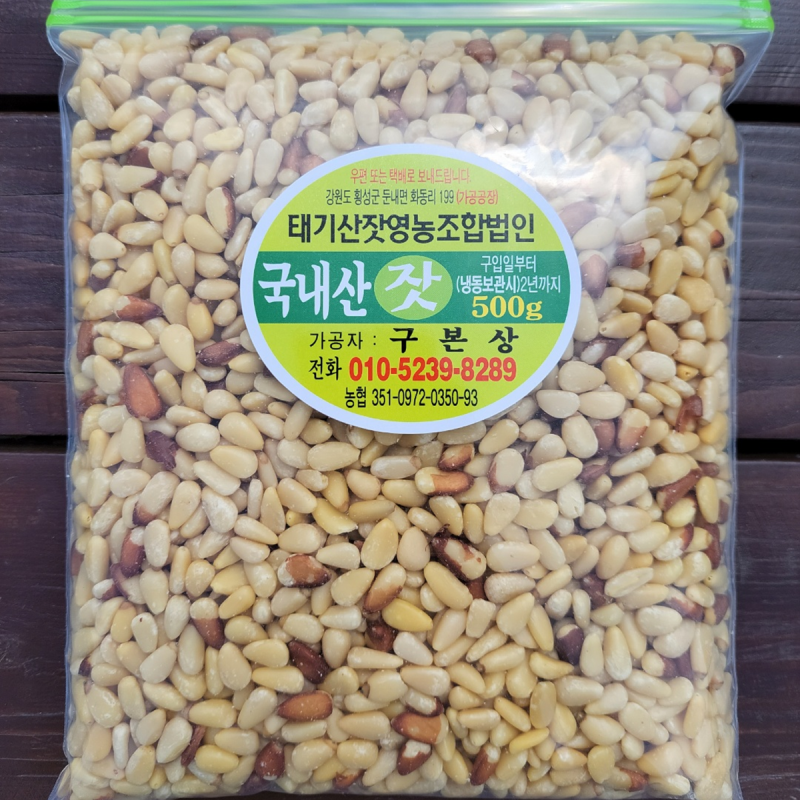 우편 또는 택배로 보내드립니다.
강원도 횡성군 둔내면 화동리 199 (가공공장)
태기산잣영농조합법인
국내산 잣
구입일부터
(냉동보관시)2년까지
500g
가공자 : 구 본 상
전화 010-5239-8289
농협 351-0972-0350-93